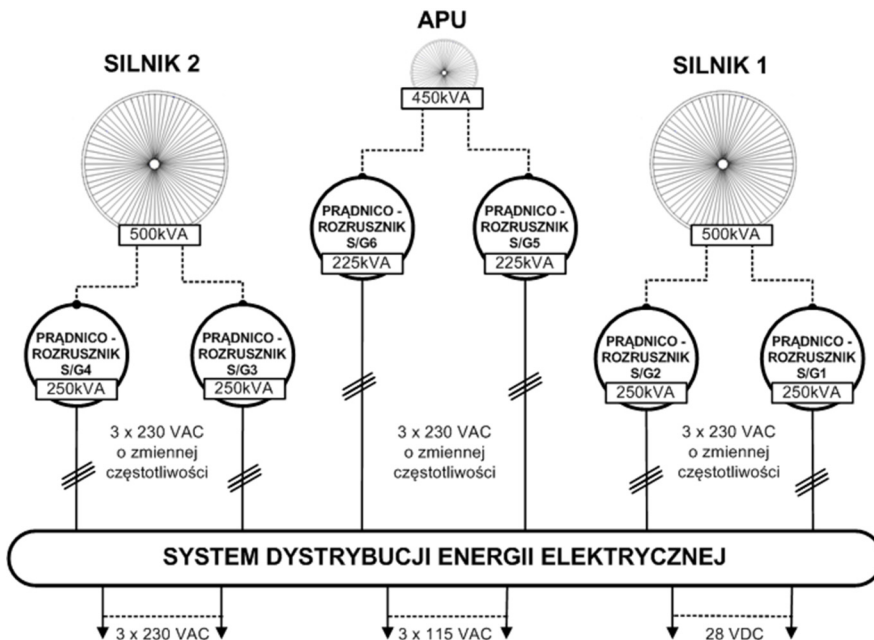 APU
SILNIK 2
SILNIK 1
450kVA
500kVA
500kVA
PRĄDNICO -
ROZRUSZNIK
S/G6
225kVA
PRĄDNICO -
ROZRUSZNIK
S/G5
225kVA
PRĄDNICO -
ROZRUSZNIK
S/G4
250kVA
PRĄDNICO -
ROZRUSZNIK
S/G3
250kVA
PRĄDNICO -
ROZRUSZNIK
S/G2
250kVA
PRĄDNICO -
ROZRUSZNIK
S/G1
250kVA
3 x 230 VAC
o zmiennej
częstotliwości
3 x 230 VAC
o zmiennej
częstotliwości
3 x 230 VAC
o zmiennej
częstotliwości
SYSTEM DYSTRYBUCJI ENERGII ELEKTRYCZNEJ
3 x 230 VAC
3 x 115 VAC
28 VDC